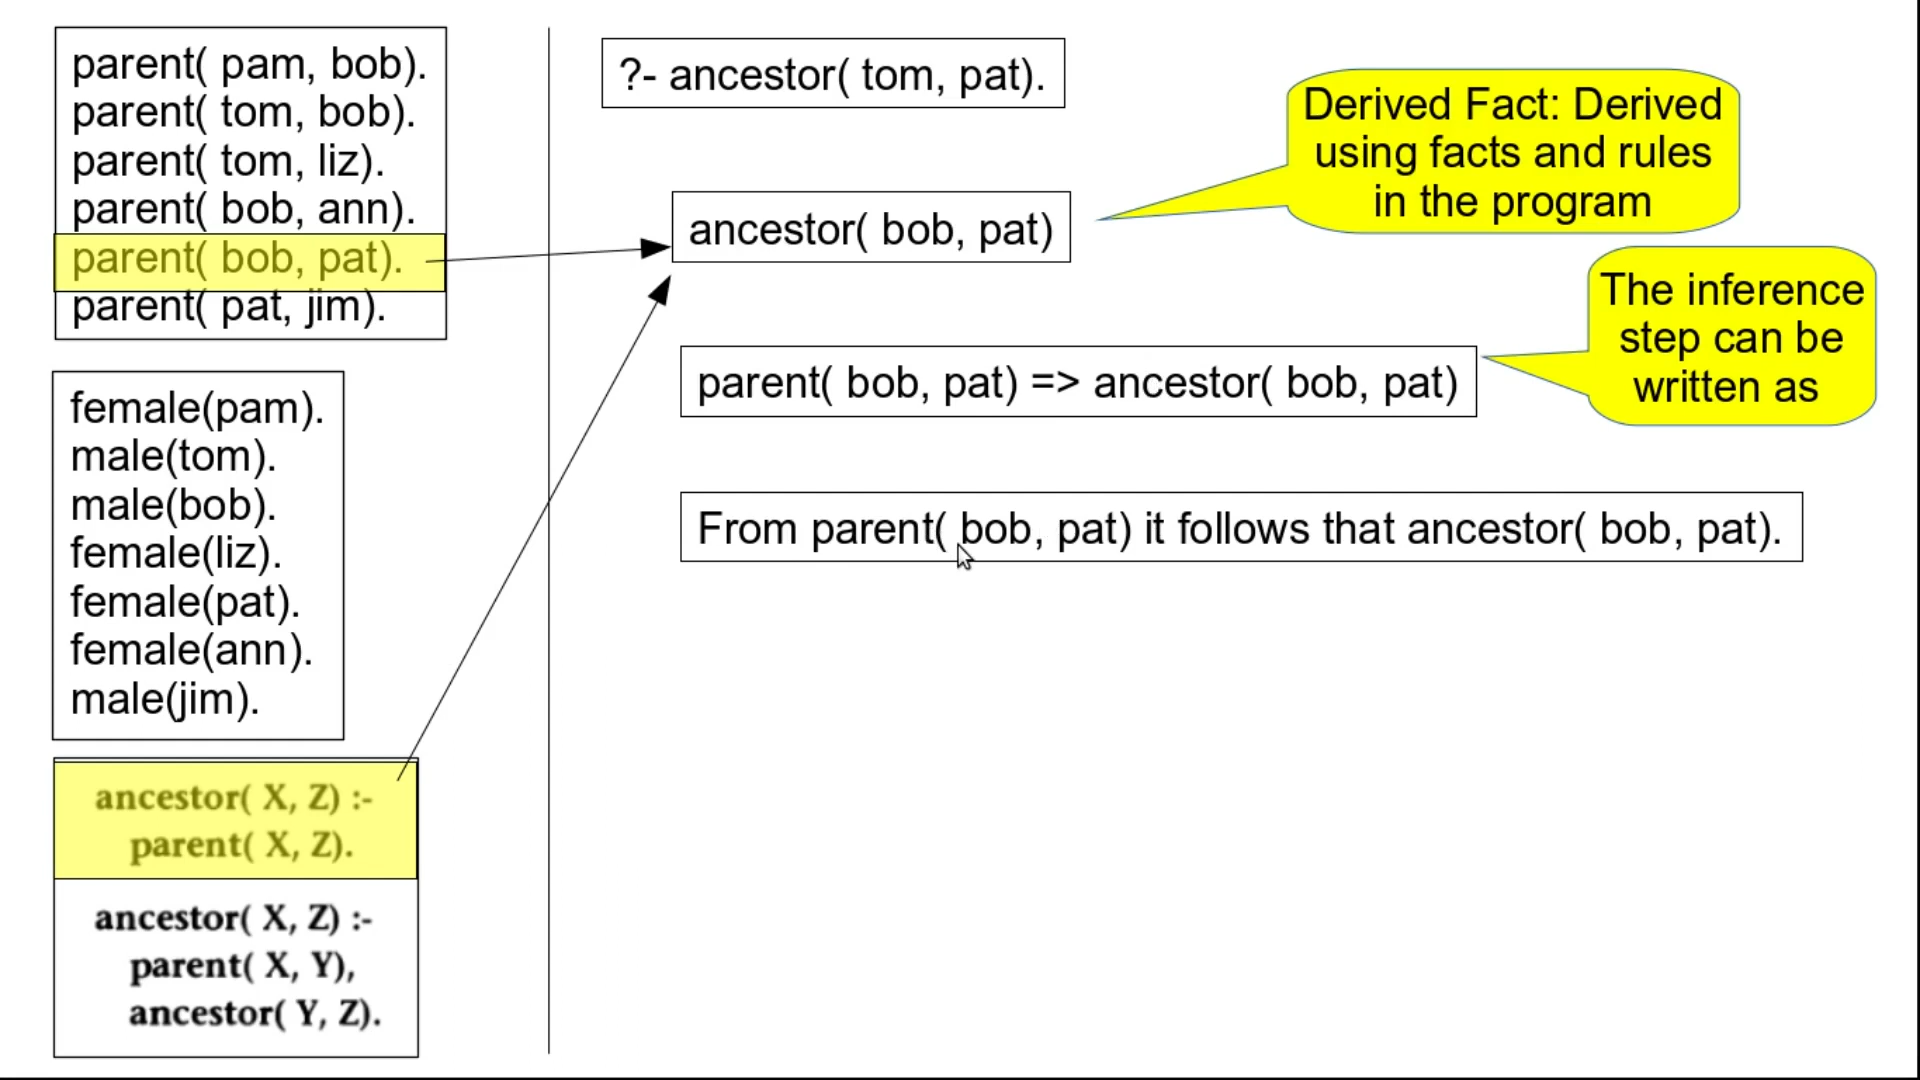 parent( pam, bob).
parent( tom, bob).
parent( tom, liz).
parent( bob, ann).
parent( bob, pat).
parent( pat, jim).
female(pam).
male(tom).
male(bob).
female(liz).
female(pat).
female(ann).
male(jim).
ancestor( X, Z) :-
parent( X, Z).
ancestor( X, Z) :-
parent( X, Y),
ancestor( Y, Z).
?- ancestor( tom, pat).
Derived Fact: Derived
using facts and rules
in the program
ancestor( bob, pat)
The inference
step can be
written as
parent( bob, pat) => ancestor( bob, pat)
From parent( bob, pat) it follows that ancestor( bob, pat).